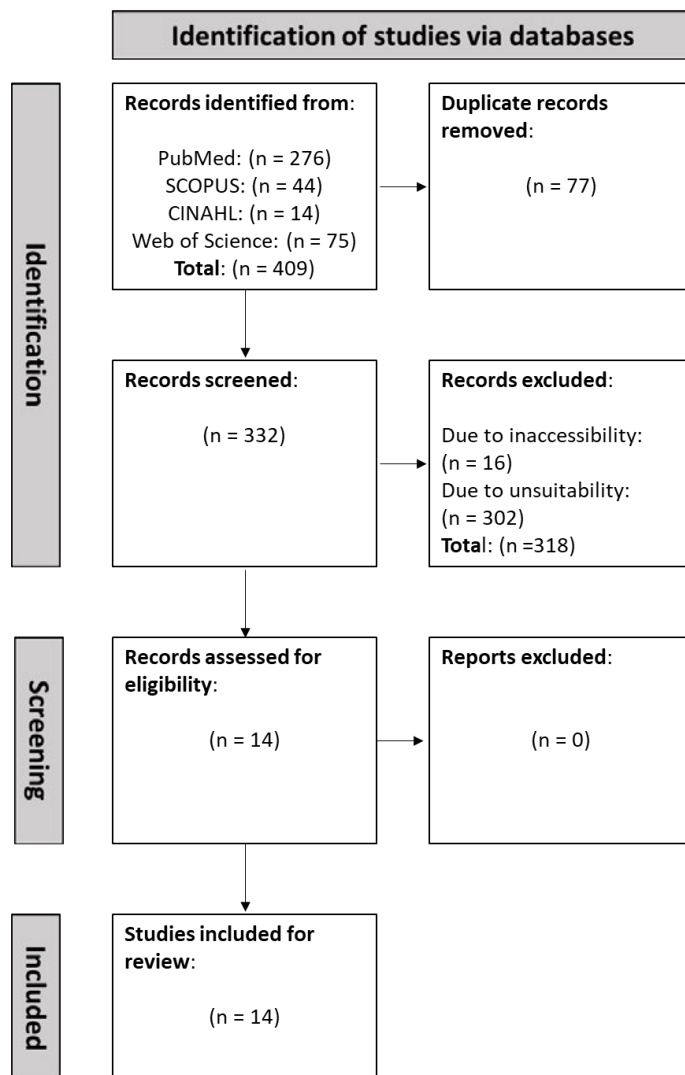 Identification of studies via databases
Identification
Records identified from:
PubMed: (n = 276)
SCOPUS: (n = 44)
CINAHL: (n = 14)
Web of Science: (n = 75)
Total: (n = 409)
Duplicate records
removed:
(n = 77)
Records screened:
(n = 332)
Records excluded:
Due to inaccessibility:
(n = 16)
Due to unsuitability:
(n = 302)
Total: (n =318)
Screening
Records assessed for
eligibility:
(n = 14)
Reports excluded:
(n = 0)
Included
Studies included for
review:
(n = 14)